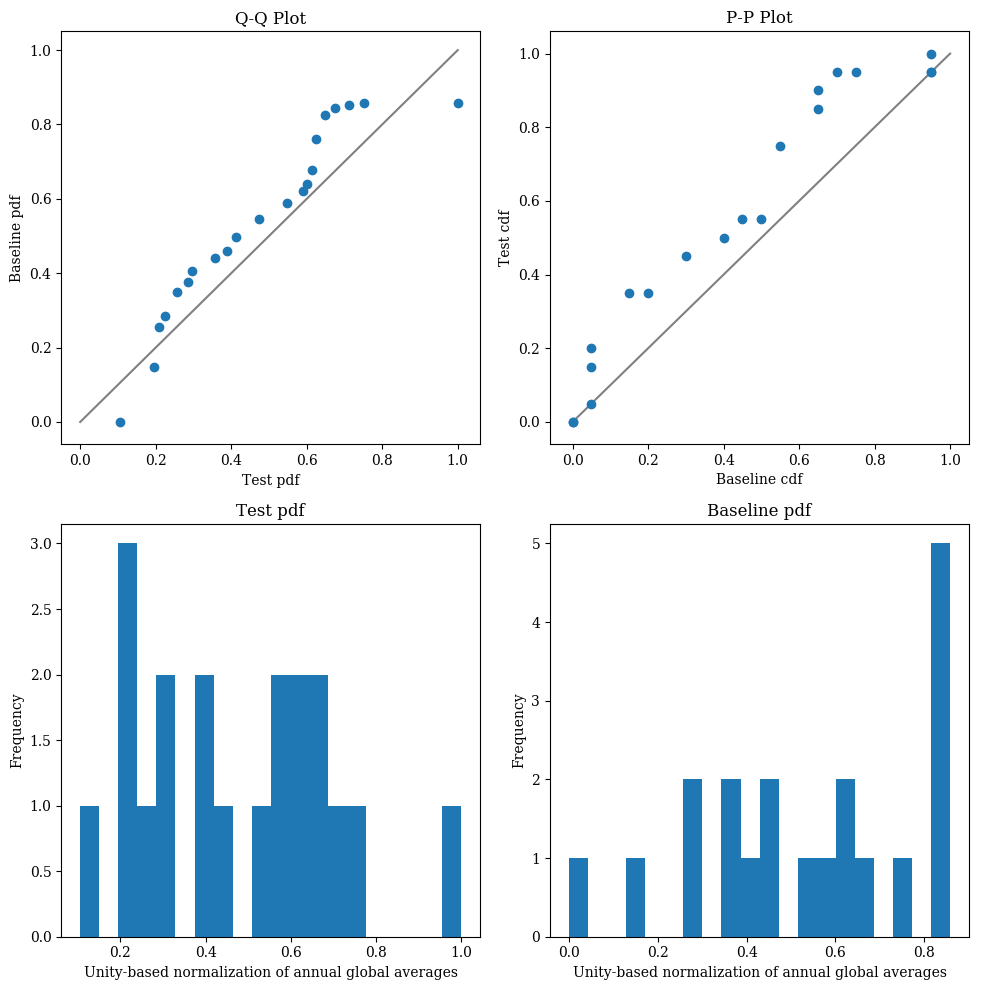 Q-Q Plot
1.0
0.8
0.6
0.4
0.2
0.0
Baseline pdf
0.0 0.2 0.4 0.6 0.8 1.0
Test pdf
P-P Plot
1.0
0.8
0.6
0.4
0.2
0.0
Test cdf
0.0 0.2 0.4 0.6 0.8 1.0
Baseline cdf
Test pdf
3.0
2.5
2.0
1.5
1.0
0.5
0.0
Frequency
0.2 0.4 0.6 0.8 1.0
Unity-based normalization of annual global averages
Baseline pdf
5
4
3
2
1
0
Frequency
0.0 0.2 0.4 0.6 0.8
Unity-based normalization of annual global averages